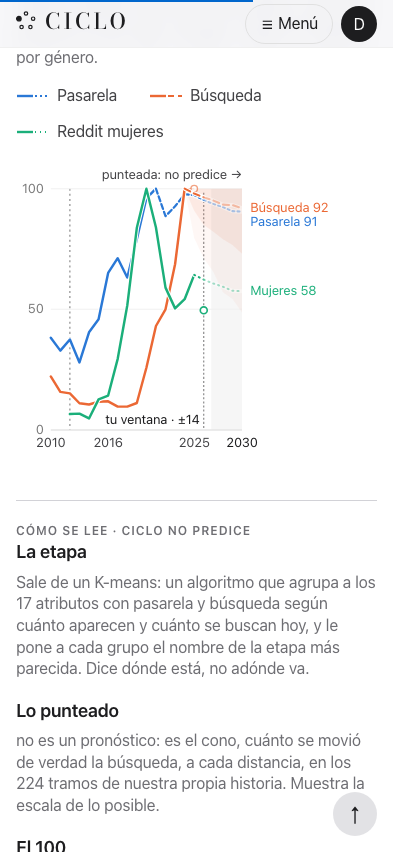 CICLO
≡ Menú
D
por género.
Pasarela
Búsqueda
Reddit mujeres
punteada: no predice →
100
Búsqueda 92
Pasarela 91
50
Mujeres 58
tu ventana · ±14
0
2010 2016 2025 2030
CÓMO SE LEE · CICLO NO PREDICE
La etapa
Sale de un K-means: un algoritmo que agrupa a los
17 atributos con pasarela y búsqueda según
cuánto aparecen y cuánto se buscan hoy, y le
pone a cada grupo el nombre de la etapa más
parecida. Dice dónde está, no adónde va.
Lo punteado
no es un pronóstico: es el cono, cuánto se movió
de verdad la búsqueda, a cada distancia, en los
224 tramos de nuestra propia historia. Muestra la
escala de lo posible.
↑
El 100